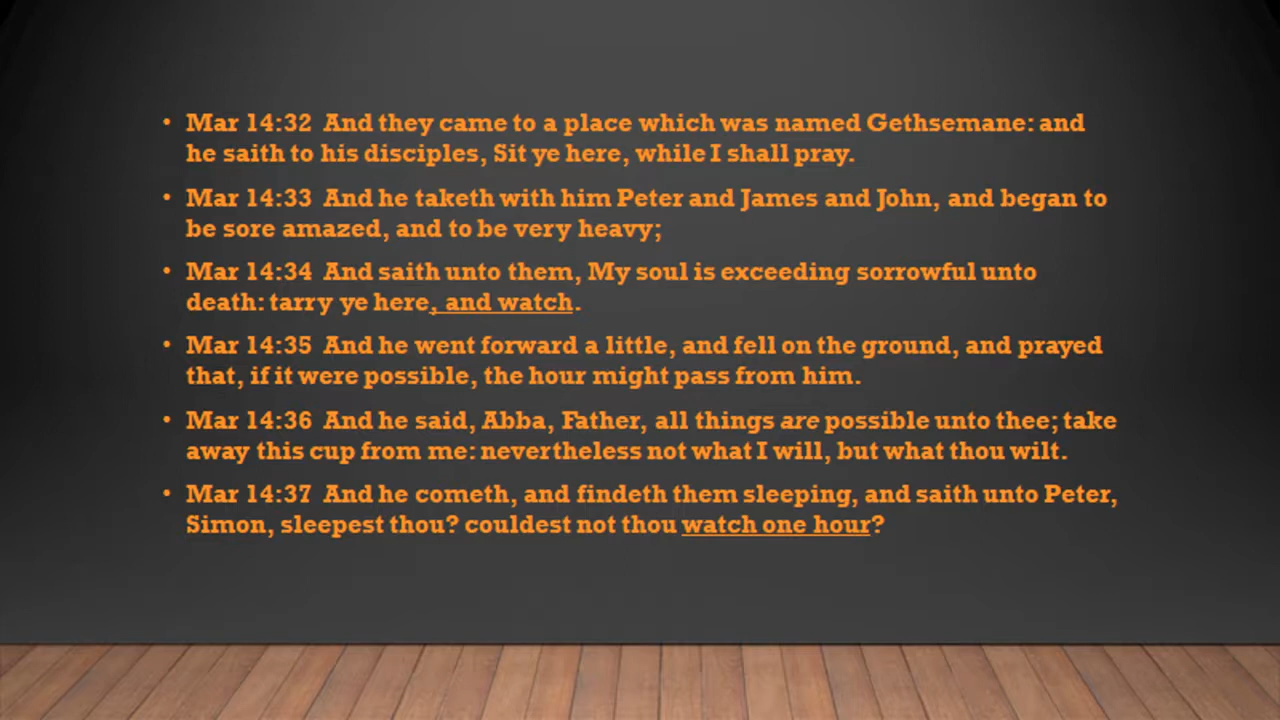 • Mar 14:32  And they came to a place which was named Gethsemane: and
he saith to his disciples, Sit ye here, while I shall pray.
• Mar 14:33  And he taketh with him Peter and James and John, and began to
be sore amazed, and to be very heavy;
• Mar 14:34  And saith unto them, My soul is exceeding sorrowful unto
death: tarry ye here, and watch.
• Mar 14:35  And he went forward a little, and fell on the ground, and prayed
that, if it were possible, the hour might pass from him.
• Mar 14:36  And he said, Abba, Father, all things are possible unto thee; take
away this cup from me: nevertheless not what I will, but what thou wilt.
• Mar 14:37  And he cometh, and findeth them sleeping, and saith unto Peter,
Simon, sleepest thou? couldest not thou watch one hour?